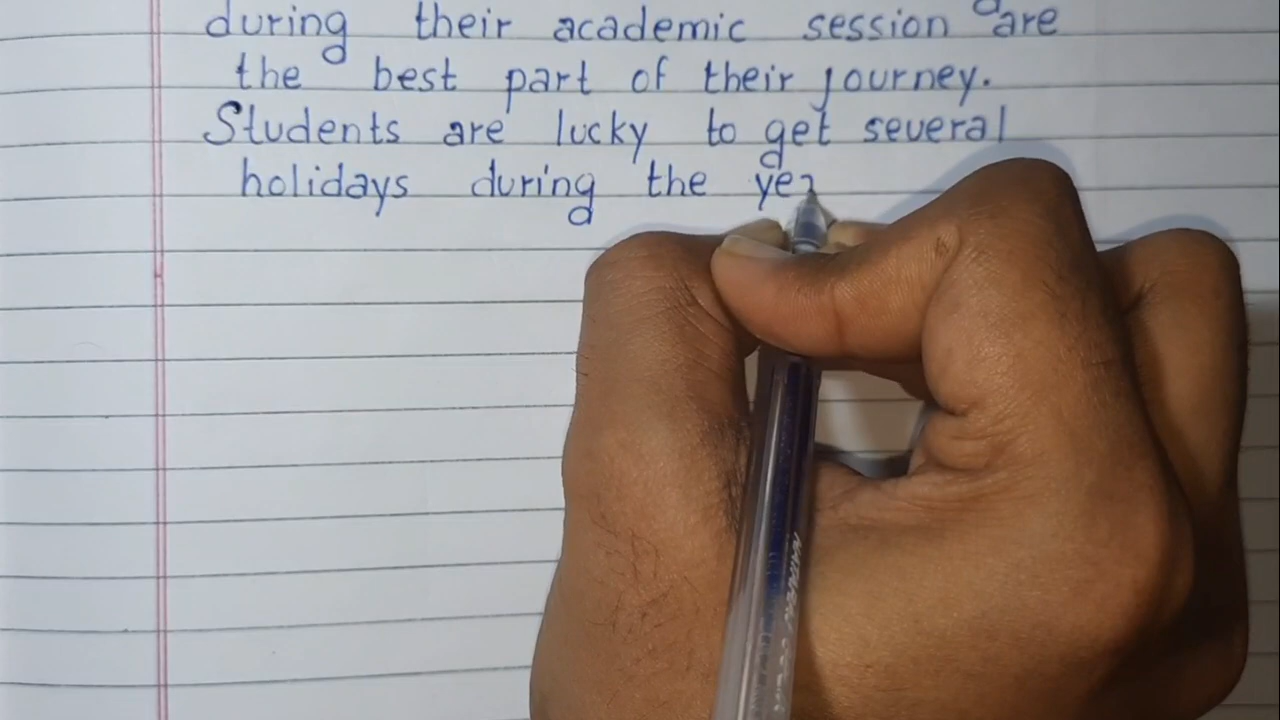 during their academic session are
the best part of their journey.
Students are lucky to get several
holidays during the yea